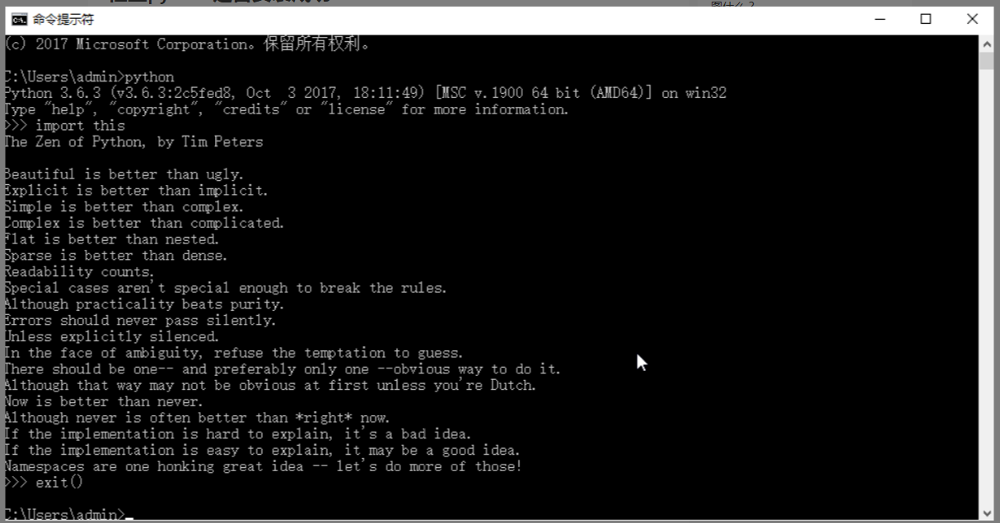 图什么?
命令提示符
(c) 2017 Microsoft Corporation。保留所有权利。
C:\Users\admin>python
Python 3.6.3 (v3.6.3:2c5fed8, Oct  3 2017, 18:11:49) [MSC v.1900 64 bit (AMD64)] on win32
Type "help", "copyright", "credits" or "license" for more information.
>>> import this
The Zen of Python, by Tim Peters
Beautiful is better than ugly.
Explicit is better than implicit.
Simple is better than complex.
Complex is better than complicated.
Flat is better than nested.
Sparse is better than dense.
Readability counts.
Special cases aren't special enough to break the rules.
Although practicality beats purity.
Errors should never pass silently.
Unless explicitly silenced.
In the face of ambiguity, refuse the temptation to guess.
There should be one-- and preferably only one --obvious way to do it.
Although that way may not be obvious at first unless you're Dutch.
Now is better than never.
Although never is often better than *right* now.
If the implementation is hard to explain, it's a bad idea.
If the implementation is easy to explain, it may be a good idea.
Namespaces are one honking great idea -- let's do more of those!
>>> exit()
C:\Users\admin>